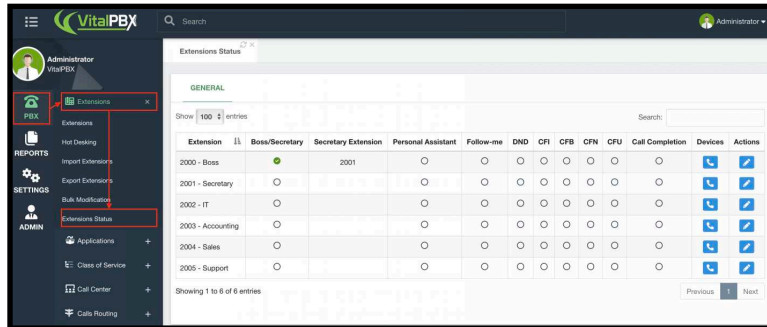 VitalPBX
Search
Administrator
Administrator
VitalPBX
PBX
REPORTS
SETTINGS
ADMIN
Extensions ×
Extensions
Hot Desking
Import Extensions
Export Extensions
Bulk Modification
Extensions Status
Applications +
Class of Service +
Call Center +
Calls Routing +
Extensions Status ×
GENERAL
Show 100 entries
Search:
Extension Boss/Secretary Secretary Extension Personal Assistant Follow-me DND CFI CFB CFN CFU Call Completion Devices Actions
2000 - Boss 2001
2001 - Secretary
2002 - IT
2003 - Accounting
2004 - Sales
2005 - Support
Showing 1 to 6 of 6 entries
Previous 1 Next